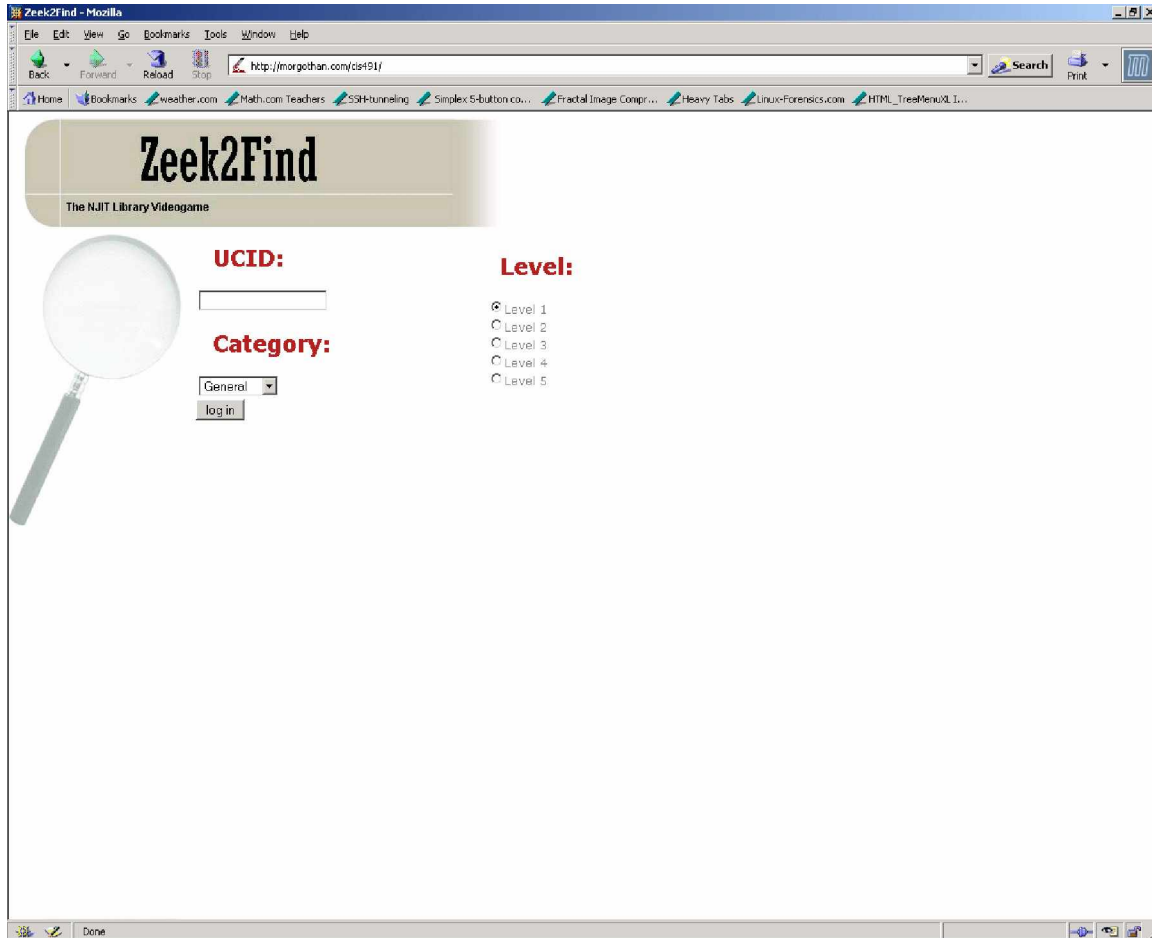 Zeek2Find - Mozilla
File Edit View Go Bookmarks Tools Window Help
Back Forward Reload Stop http://morgothan.com/cis491/ Search Print
Home Bookmarks weather.com Math.com Teachers SSH-tunneling Simplex 5-button co... Fractal Image Compr... Heavy Tabs Linux-Forensics.com HTML_TreeMenuXL I...
Zeek2Find
The NJIT Library Videogame
UCID:
Level:
Level 1
Level 2
Level 3
Level 4
Level 5
Category:
General
log in
Done